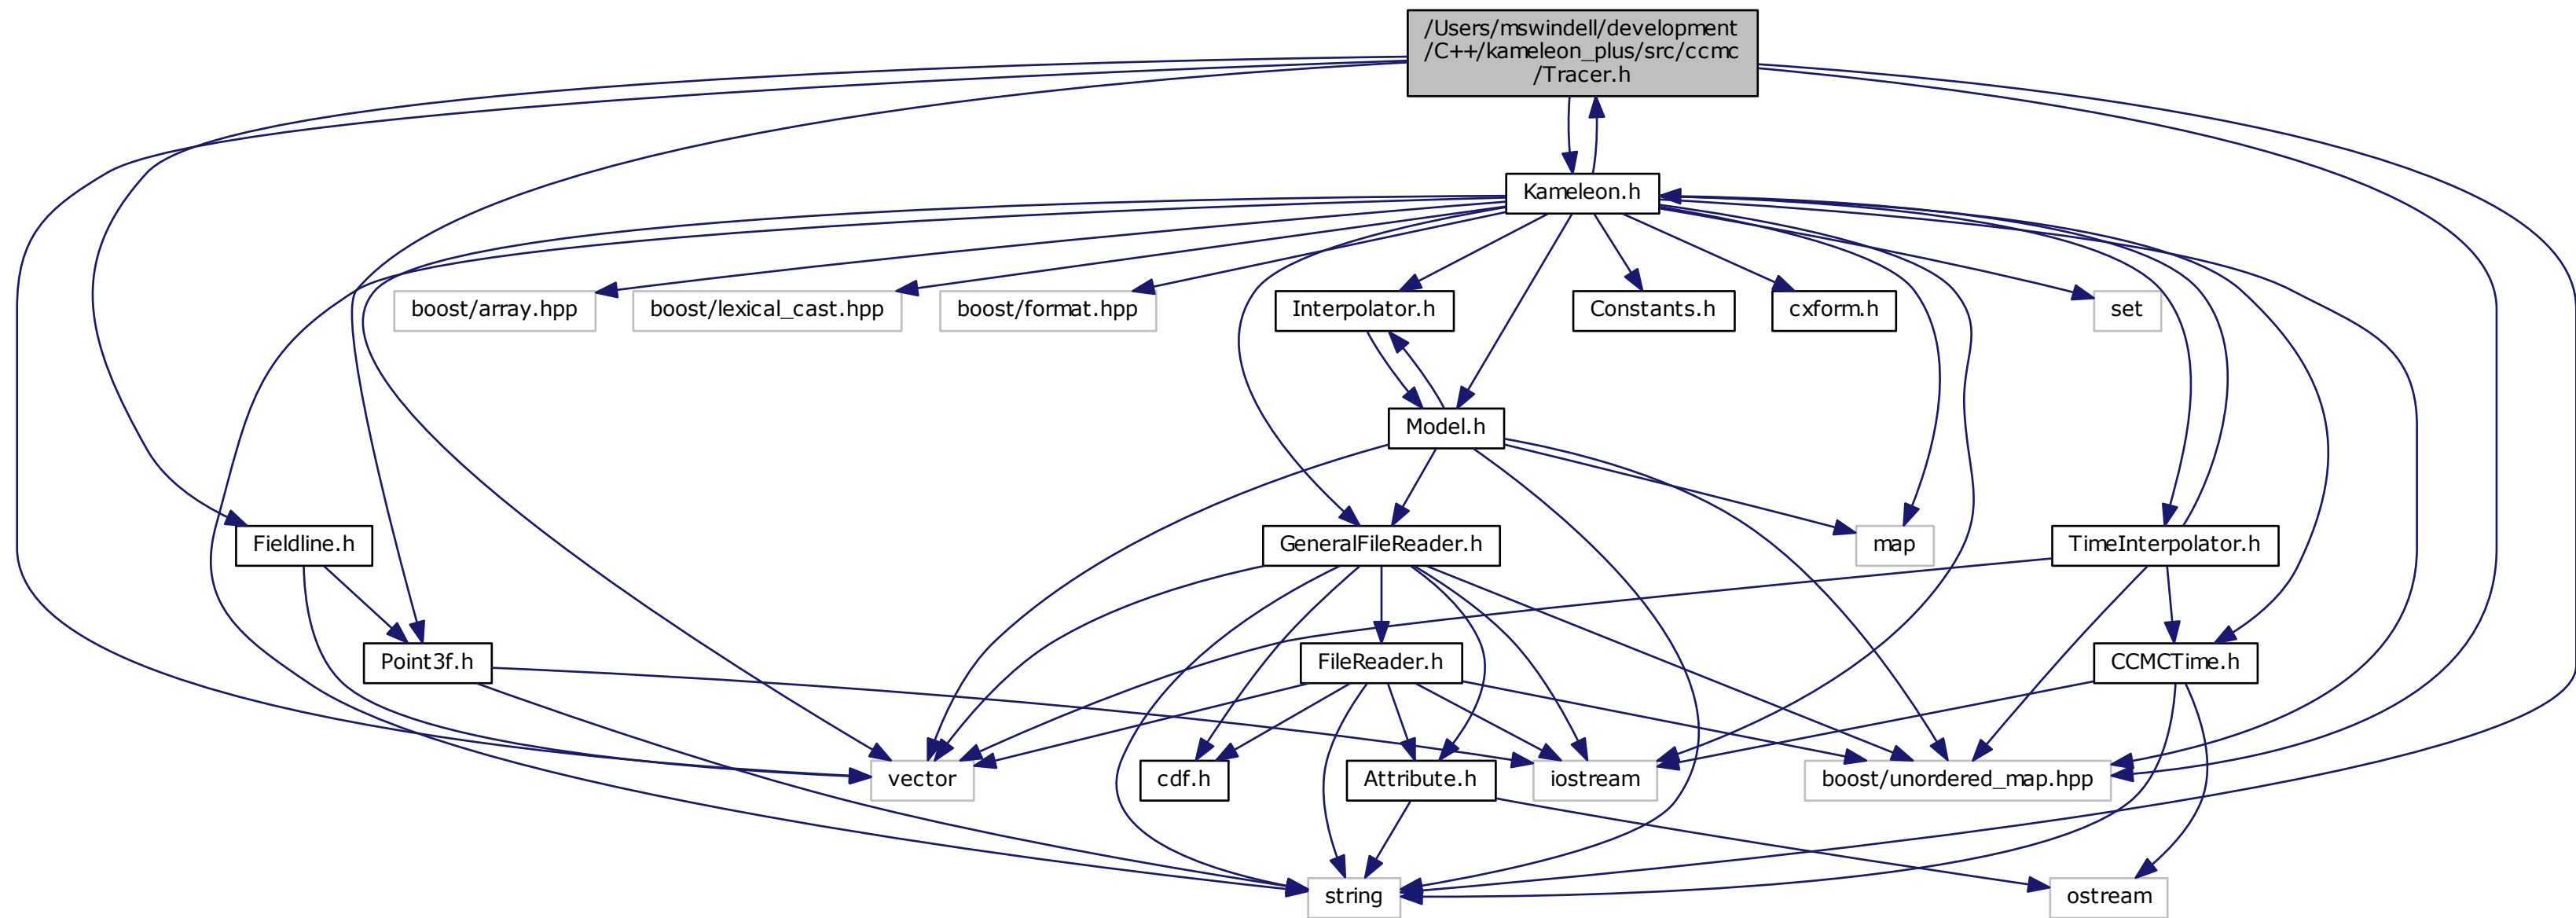 /Users/mswindell/development
/C++/kameleon_plus/src/ccmc
/Tracer.h
Kameleon.h
boost/array.hpp
boost/lexical_cast.hpp
boost/format.hpp
Interpolator.h
Constants.h
cxform.h
set
Model.h
Fieldline.h
GeneralFileReader.h
map
TimeInterpolator.h
Point3f.h
FileReader.h
CCMCTime.h
vector
cdf.h
Attribute.h
iostream
boost/unordered_map.hpp
string
ostream